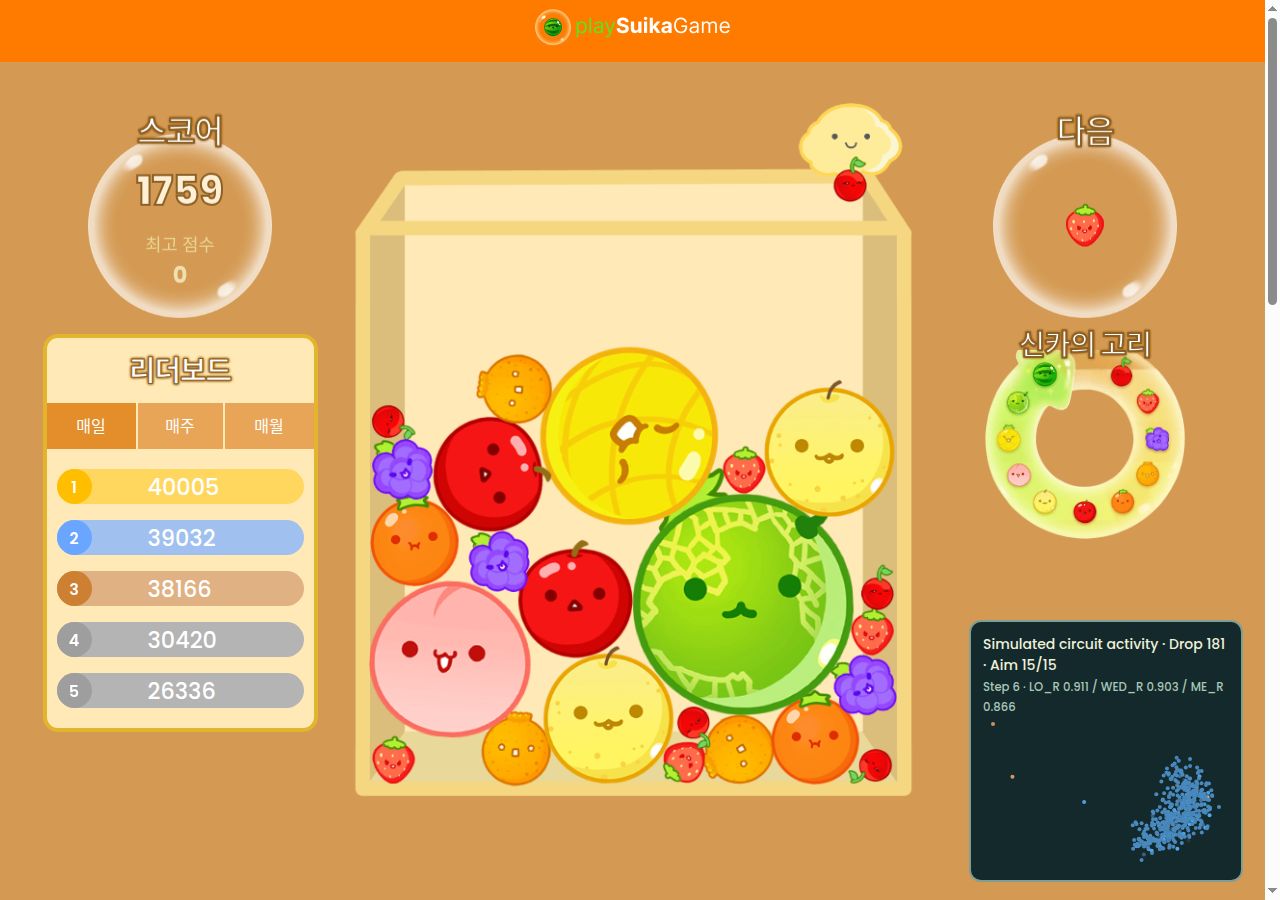 playSuikaGame
스코어
1759
최고 점수
0
리더보드
매일 매주 매월
1 40005
2 39032
3 38166
4 30420
5 26336
다음
신카의 고리
Simulated circuit activity · Drop 181
· Aim 15/15
Step 6 · LO_R 0.911 / WED_R 0.903 / ME_R
0.866